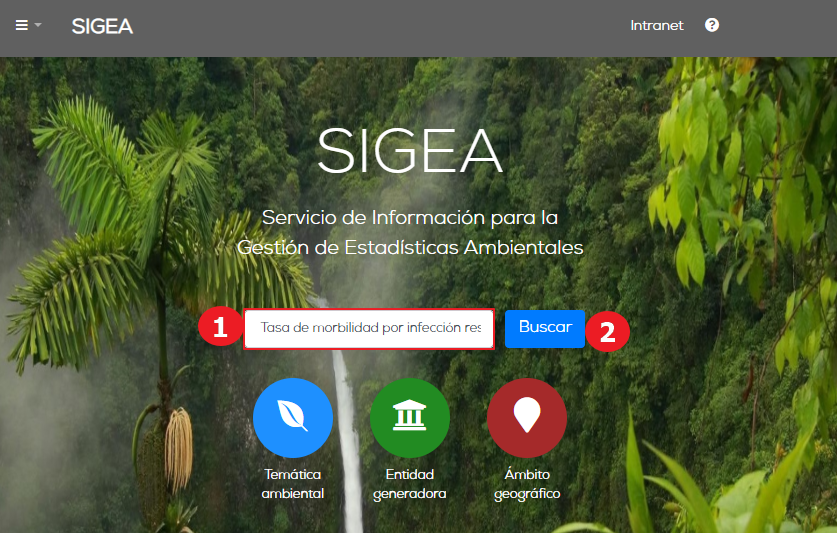 SIGEA
Intranet
?
SIGEA
Servicio de Información para la
Gestión de Estadísticas Ambientales
1
Tasa de morbilidad por infección res
Buscar
2
Temática
ambiental
Entidad
generadora
Ámbito
geográfico